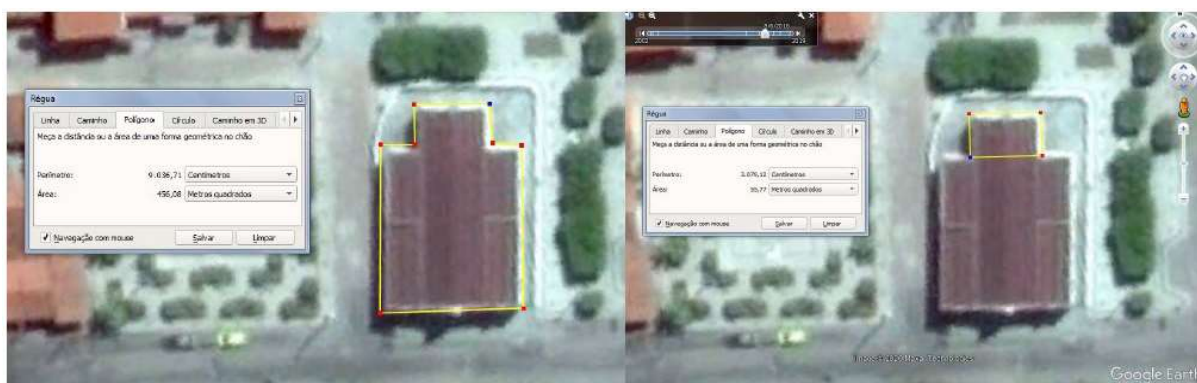 Régua
Linha Caminho Polígono Círculo Caminho em 3D
Meça a distância ou a área de uma forma geométrica no chão
Perímetro: 9.036,71 Centímetros
Área: 456,08 Metros quadrados
Navegação com mouse Salvar Limpar
2002
Régua
Linha Caminho Polígono Círculo Caminho em 3D
Meça a distância ou a área de uma forma geométrica no chão
Perímetro: Centímetros
Área: Metros quadrados
Navegação com mouse Salvar Limpar
Google Earth